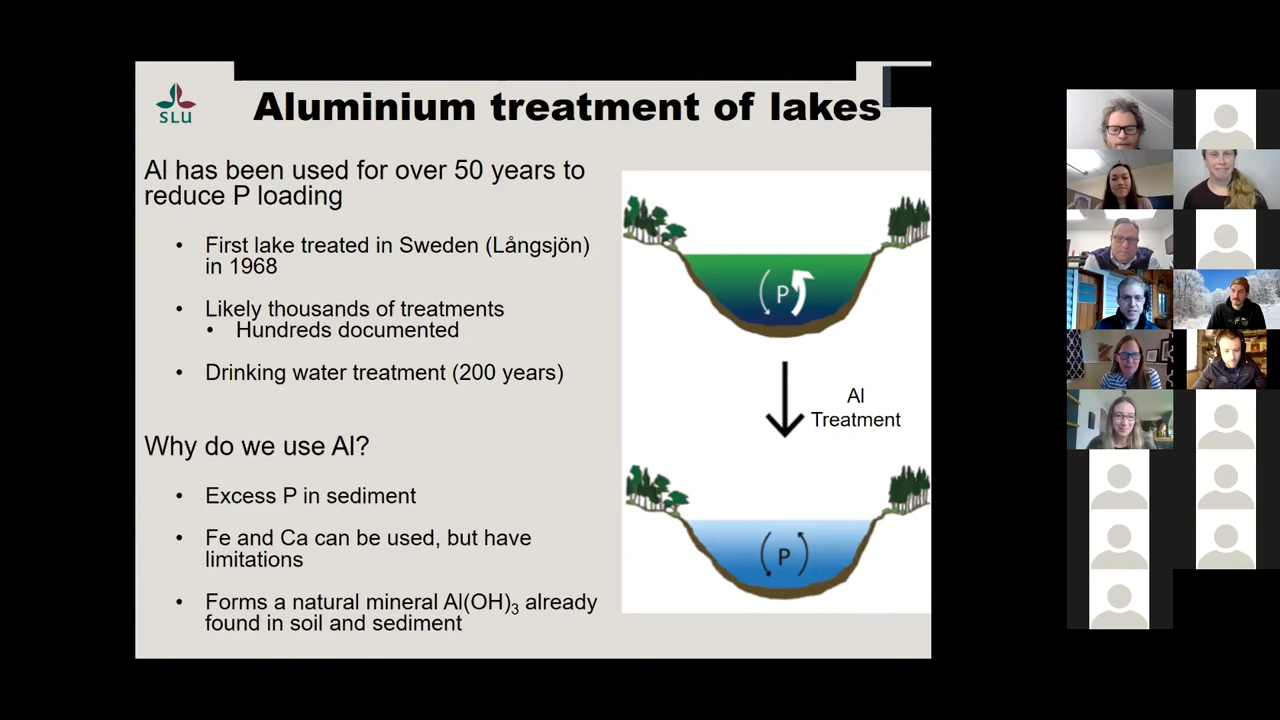 SLU
Aluminium treatment of lakes
Al has been used for over 50 years to
reduce P loading
• First lake treated in Sweden (Långsjön)
in 1968
• Likely thousands of treatments
• Hundreds documented
• Drinking water treatment (200 years)
Why do we use Al?
• Excess P in sediment
• Fe and Ca can be used, but have
limitations
• Forms a natural mineral Al(OH)₃ already
found in soil and sediment
P
Al
Treatment
P